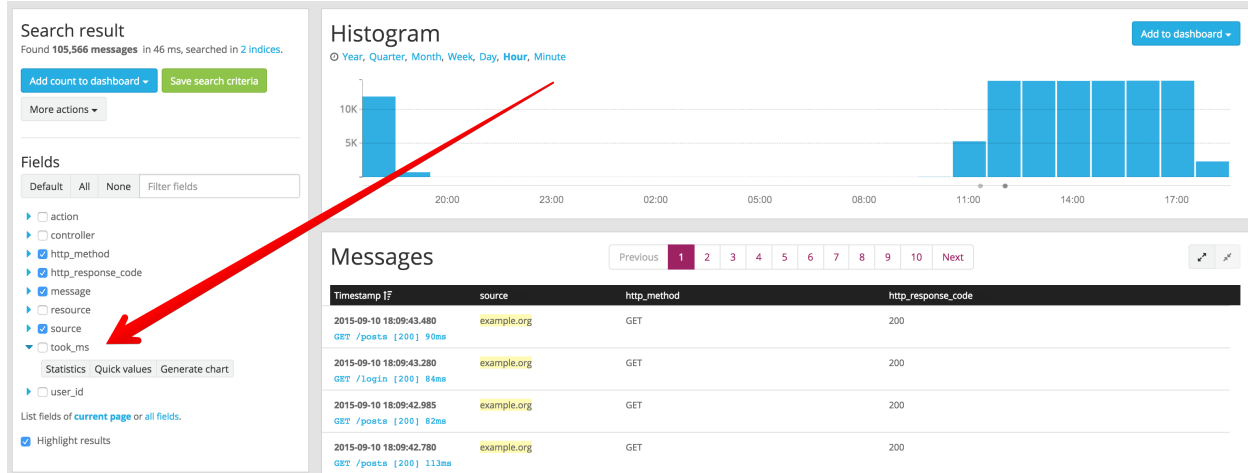 Search result
Found 105,566 messages in 46 ms, searched in 2 indices.
Add count to dashboard
Save search criteria
More actions
Fields
Default All None Filter fields
action
controller
http_method
http_response_code
message
resource
source
took_ms
Statistics Quick values Generate chart
user_id
List fields of current page or all fields.
Highlight results
Histogram
Add to dashboard
Year, Quarter, Month, Week, Day, Hour, Minute
10K
5K
20:00 23:00 02:00 05:00 08:00 11:00 14:00 17:00
Messages
Previous 1 2 3 4 5 6 7 8 9 10 Next
Timestamp source http_method http_response_code
2015-09-10 18:09:43.480 example.org GET 200
GET /posts [200] 90ms
2015-09-10 18:09:43.280 example.org GET 200
GET /login [200] 84ms
2015-09-10 18:09:42.985 example.org GET 200
GET /posts [200] 82ms
2015-09-10 18:09:42.780 example.org GET 200
GET /posts [200] 113ms